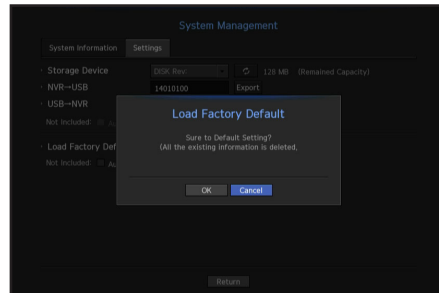 System Management
System Information Settings
Storage Device DISK Rev. 128 MB (Remained Capacity)
NVR→USB 14010100 Export
USB→NVR
Not Included:
Load Factory Default
Sure to Default Setting?
(All the existing information is deleted,
Load Factory Def
Not Included:
OK Cancel
Return